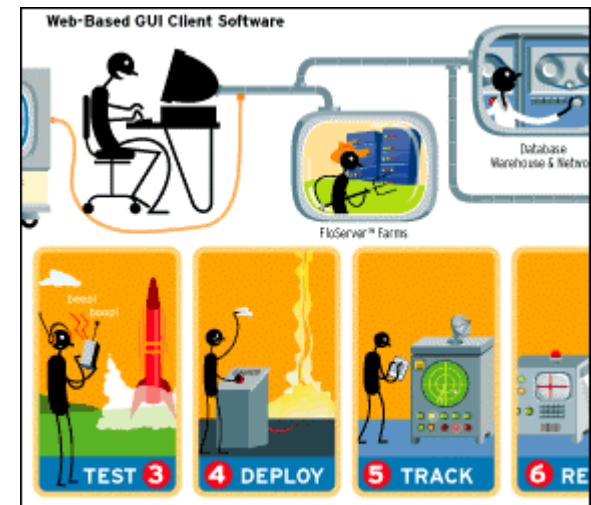 Web-Based GUI Client Software
Database
Warehouse & Netwo
FloServer™ Farms
beep!
boop!
TEST 3
4 DEPLOY
5 TRACK
6 RE